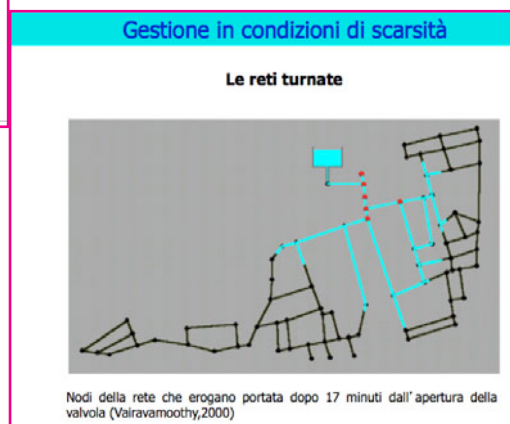 Gestione in condizioni di scarsità
Le reti turnate
Nodi della rete che erogano portata dopo 17 minuti dall'apertura della
valvola (Vairavamoothy,2000)